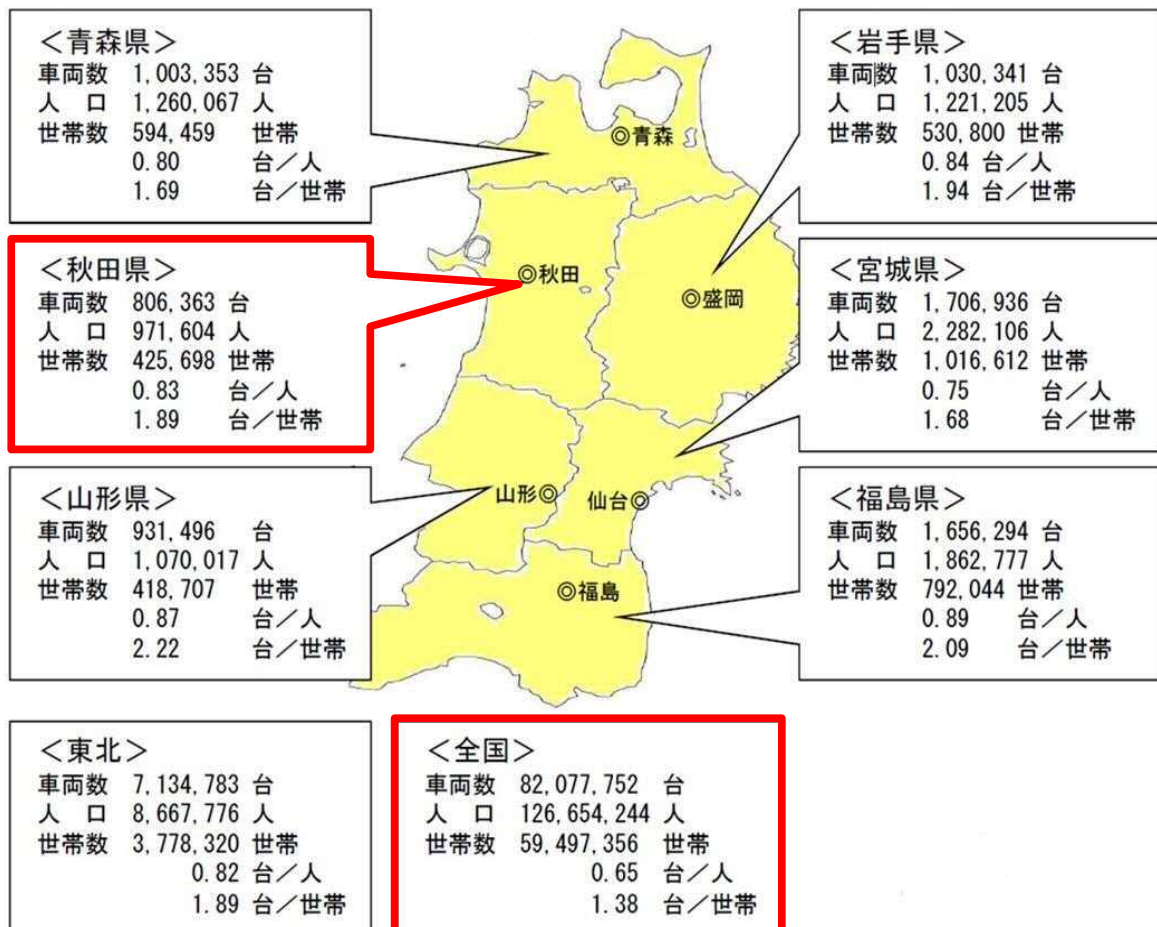 ＜青森県＞
車両数 1,003,353 台
人　口 1,260,067 人
世帯数 594,459 世帯
0.80 台／人
1.69 台／世帯
＜岩手県＞
車両数 1,030,341 台
人　口 1,221,205 人
世帯数 530,800 世帯
0.84 台／人
1.94 台／世帯
◎青森
＜秋田県＞
車両数 806,363 台
人　口 971,604 人
世帯数 425,698 世帯
0.83 台／人
1.89 台／世帯
◎秋田
◎盛岡
＜宮城県＞
車両数 1,706,936 台
人　口 2,282,106 人
世帯数 1,016,612 世帯
0.75 台／人
1.68 台／世帯
＜山形県＞
車両数 931,496 台
人　口 1,070,017 人
世帯数 418,707 世帯
0.87 台／人
2.22 台／世帯
山形◎
仙台◎
＜福島県＞
車両数 1,656,294 台
人　口 1,862,777 人
世帯数 792,044 世帯
0.89 台／人
2.09 台／世帯
◎福島
＜東北＞
車両数 7,134,783 台
人　口 8,667,776 人
世帯数 3,778,320 世帯
0.82 台／人
1.89 台／世帯
＜全国＞
車両数 82,077,752 台
人　口 126,654,244 人
世帯数 59,497,356 世帯
0.65 台／人
1.38 台／世帯